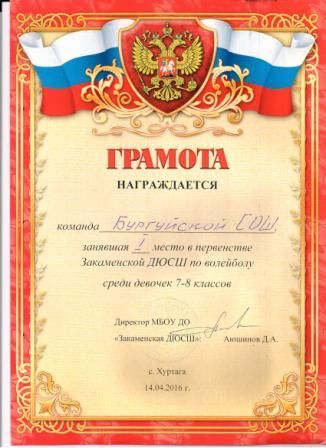 ГРАМОТА
НАГРАЖДАЕТСЯ
команда Бургуйской СОШ,
занявшая I место в первенстве
Закаменской ДЮСШ по волейболу
среди девочек 7-8 классов
Директор МБОУ ДО
«Закаменская ДЮСШ»: Аюшинов Д.А.
с. Хуртага
14.04.2016 г.